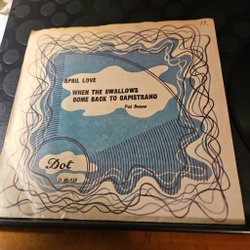 APRIL LOVE
WHEN THE SWALLOWS
COME BACK TO CAPISTRANO
Pat Boone
Dot